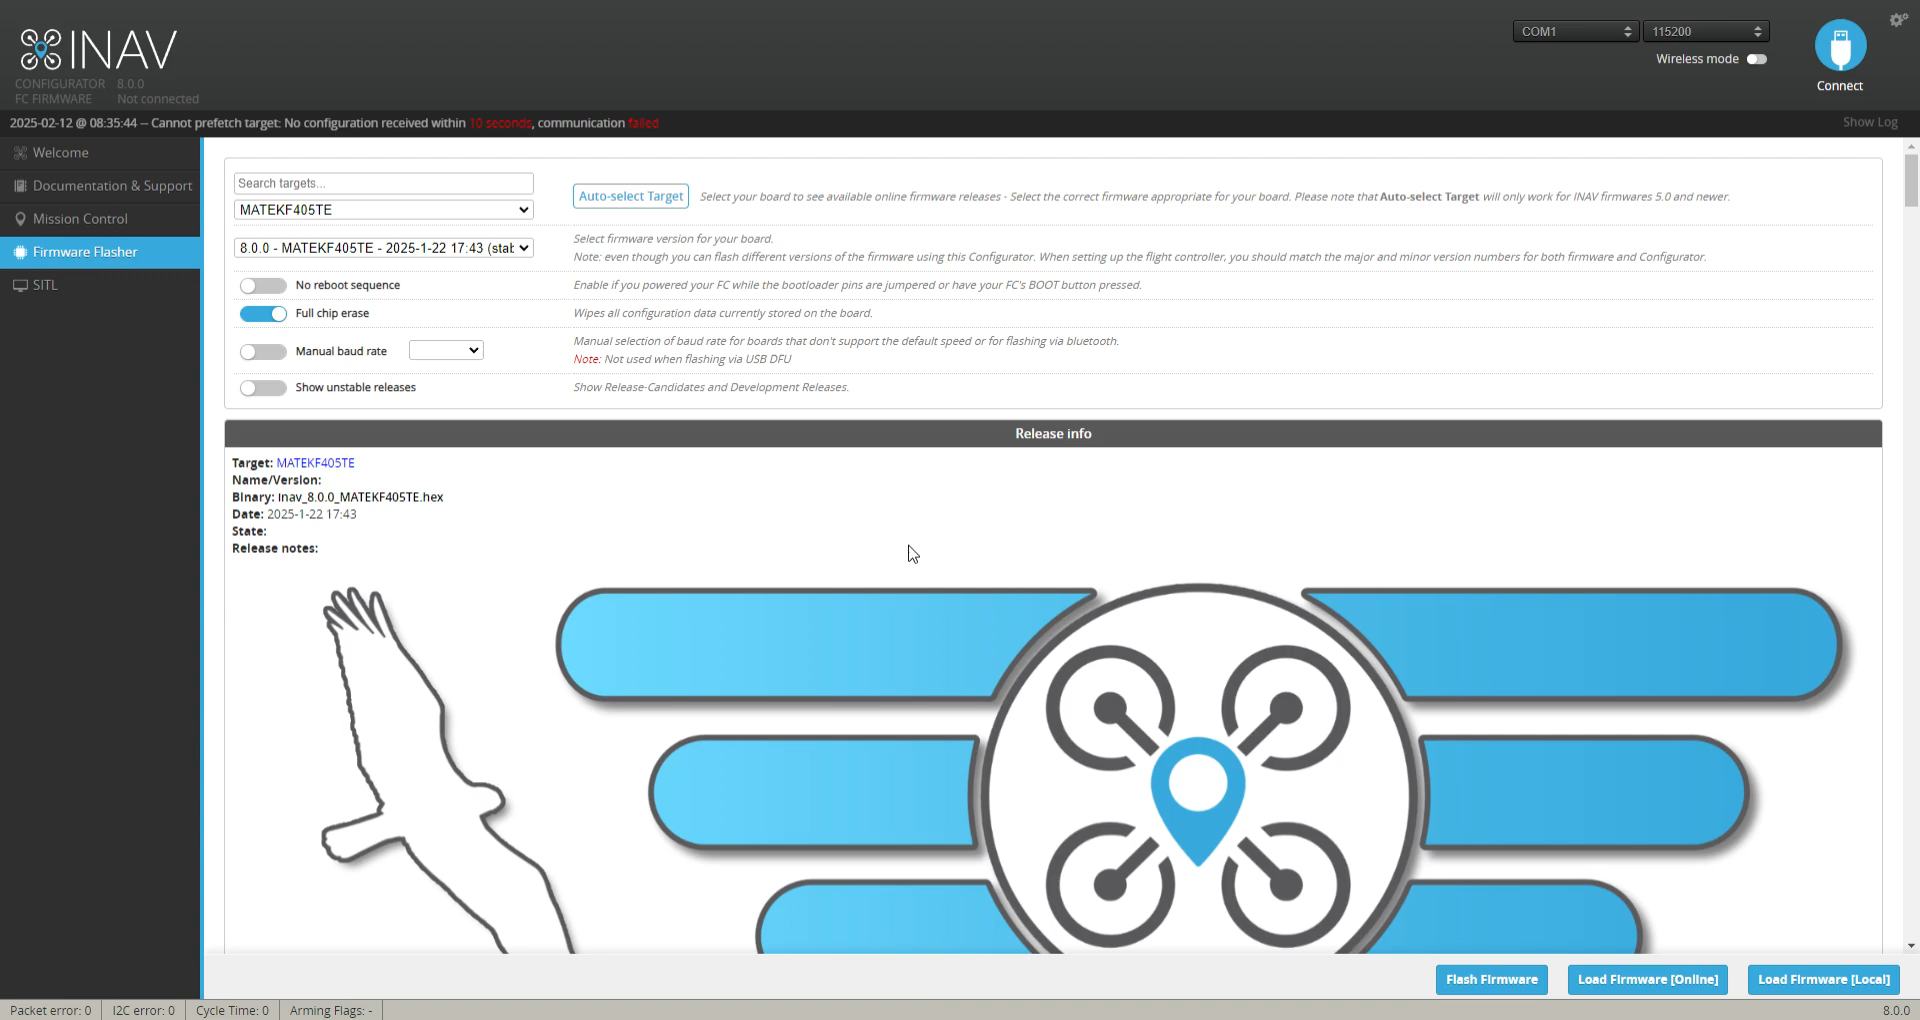 INAV
CONFIGURATOR 8.0.0
FC FIRMWARE Not connected
COM1 115200
Wireless mode
Connect
2025-02-12 @ 08:35:44 -- Cannot prefetch target: No configuration received within 10 seconds, communication failed
Show Log
Welcome
Documentation & Support
Mission Control
Firmware Flasher
SITL
Search targets...
MATEKF405TE
Auto-select Target Select your board to see available online firmware releases - Select the correct firmware appropriate for your board. Please note that Auto-select Target will only work for INAV firmwares 5.0 and newer.
8.0.0 - MATEKF405TE - 2025-1-22 17:43 (stab
Select firmware version for your board.
Note: even though you can flash different versions of the firmware using this Configurator. When setting up the flight controller, you should match the major and minor version numbers for both firmware and Configurator.
No reboot sequence Enable if you powered your FC while the bootloader pins are jumpered or have your FC's BOOT button pressed.
Full chip erase Wipes all configuration data currently stored on the board.
Manual baud rate Manual selection of baud rate for boards that don't support the default speed or for flashing via bluetooth.
Note: Not used when flashing via USB DFU
Show unstable releases Show Release-Candidates and Development Releases.
Release info
Target: MATEKF405TE
Name/Version:
Binary: inav_8.0.0_MATEKF405TE.hex
Date: 2025-1-22 17:43
State:
Release notes:
Flash Firmware Load Firmware [Online] Load Firmware [Local]
Packet error: 0 I2C error: 0 Cycle Time: 0 Arming Flags: - 8.0.0